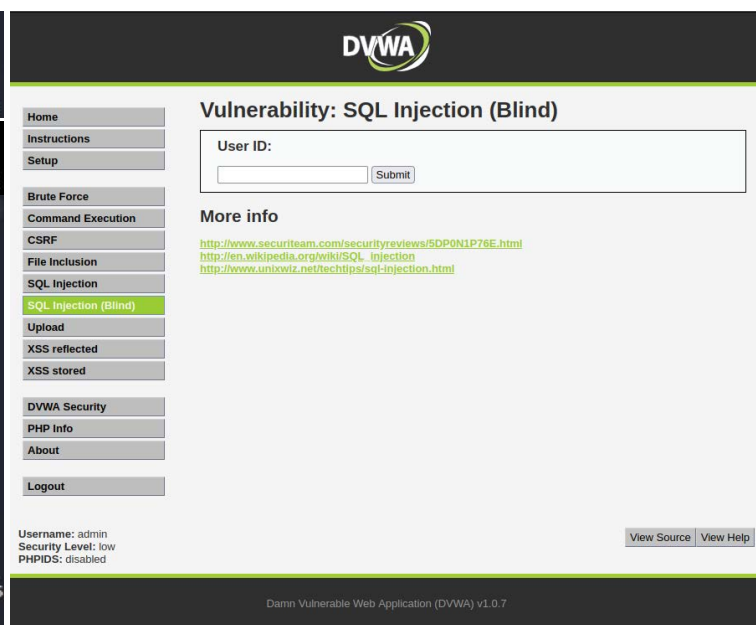 DVWA
Home
Instructions
Setup
Brute Force
Command Execution
CSRF
File Inclusion
SQL Injection
SQL Injection (Blind)
Upload
XSS reflected
XSS stored
DVWA Security
PHP Info
About
Logout
Vulnerability: SQL Injection (Blind)
User ID:
Submit
More info
http://www.securiteam.com/securityreviews/5DP0N1P76E.html
http://en.wikipedia.org/wiki/SQL_injection
http://www.unixwiz.net/techtips/sql-injection.html
Username: admin
Security Level: low
PHPIDS: disabled
View Source View Help
Damn Vulnerable Web Application (DVWA) v1.0.7